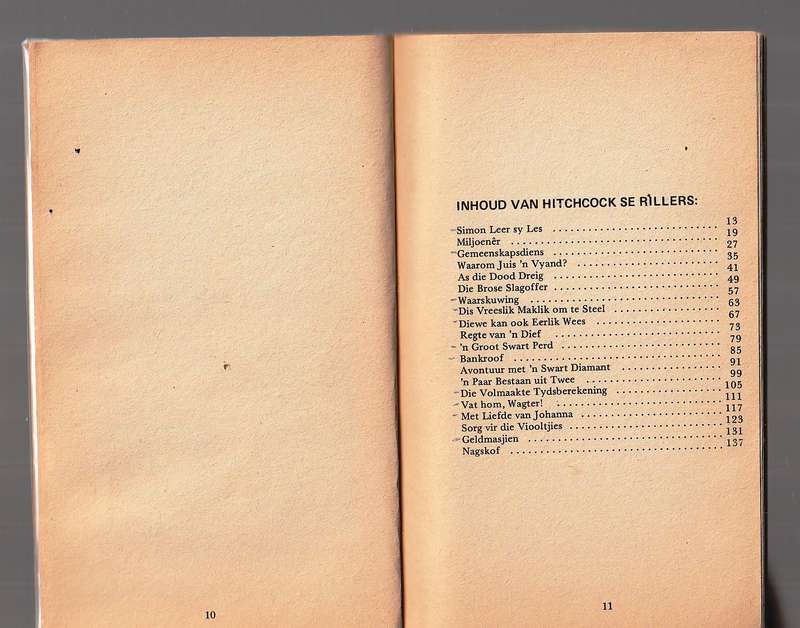 INHOUD VAN HITCHCOCK SE RILLERS:
Simon Leer sy Les ........................ 13
Miljoenêr ........................ 19
Gemeenskapsdiens ........................ 27
Waarom Juis 'n Vyand? ........................ 35
As die Dood Dreig ........................ 41
Die Brose Slagoffer ........................ 49
Waarskuwing ........................ 57
Dis Vreeslik Maklik om te Steel ........................ 63
Diewe kan ook Eerlik Wees ........................ 67
Regte van 'n Dief ........................ 73
'n Groot Swart Perd ........................ 79
Bankroof ........................ 85
Avontuur met 'n Swart Diamant ........................ 91
'n Paar Bestaan uit Twee ........................ 99
Die Volmaakte Tydsberekening ........................ 105
Vat hom, Wagter! ........................ 111
Met Liefde van Johanna ........................ 117
Sorg vir die Viooltjies ........................ 123
Geldmasjien ........................ 131
Nagskof ........................ 137
10
11